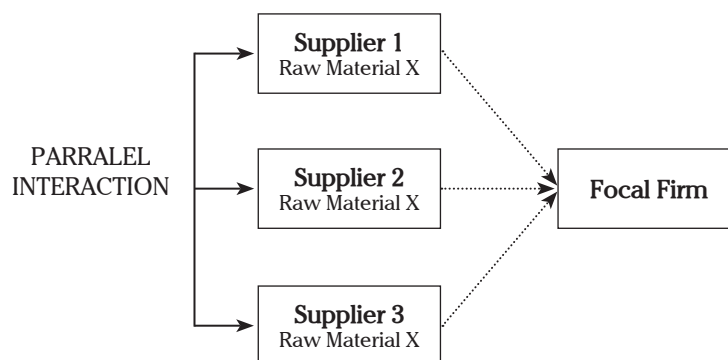 Supplier 1
Raw Material X
PARRALEL
INTERACTION
Supplier 2
Raw Material X
Focal Firm
Supplier 3
Raw Material X